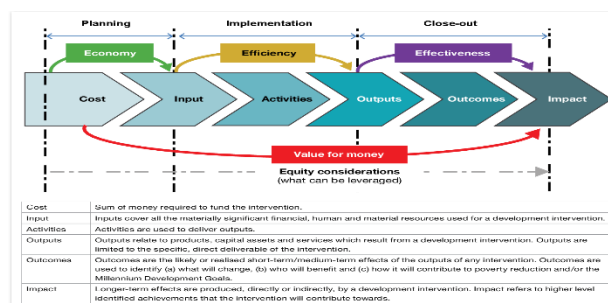 Planning Implementation Close-out
Economy Efficiency Effectiveness
Cost Input Activities Outputs Outcomes Impact
Value for money
Equity considerations
(what can be leveraged)
Cost Sum of money required to fund the intervention.
Input Inputs cover all the materially significant financial, human and material resources used for a development intervention.
Activities Activities are used to deliver outputs.
Outputs Outputs relate to products, capital assets and services which result from a development intervention. Outputs are
limited to the specific, direct deliverable of the intervention.
Outcomes Outcomes are the likely or realised short-term/medium-term effects of the outputs of any intervention. Outcomes are
used to identify (a) what will change, (b) who will benefit and (c) how it will contribute to poverty reduction and/or the
Millennium Development Goals.
Impact Longer-term effects are produced, directly or indirectly, by a development intervention. Impact refers to higher level
identified achievements that the intervention will contribute towards.